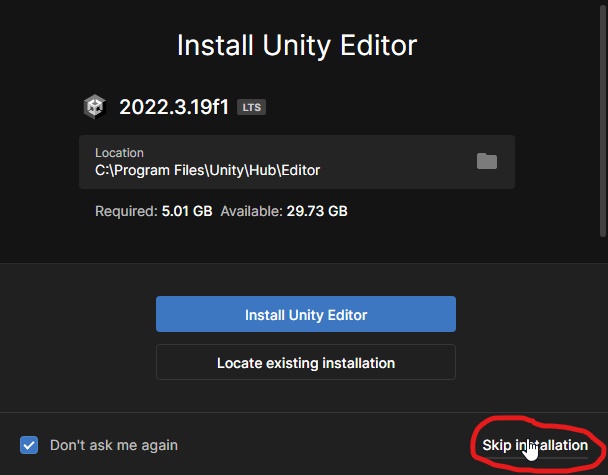 Install Unity Editor
2022.3.19f1 LTS
Location
C:\Program Files\Unity\Hub\Editor
Required: 5.01 GB Available: 29.73 GB
Install Unity Editor
Locate existing installation
Don't ask me again
Skip installation